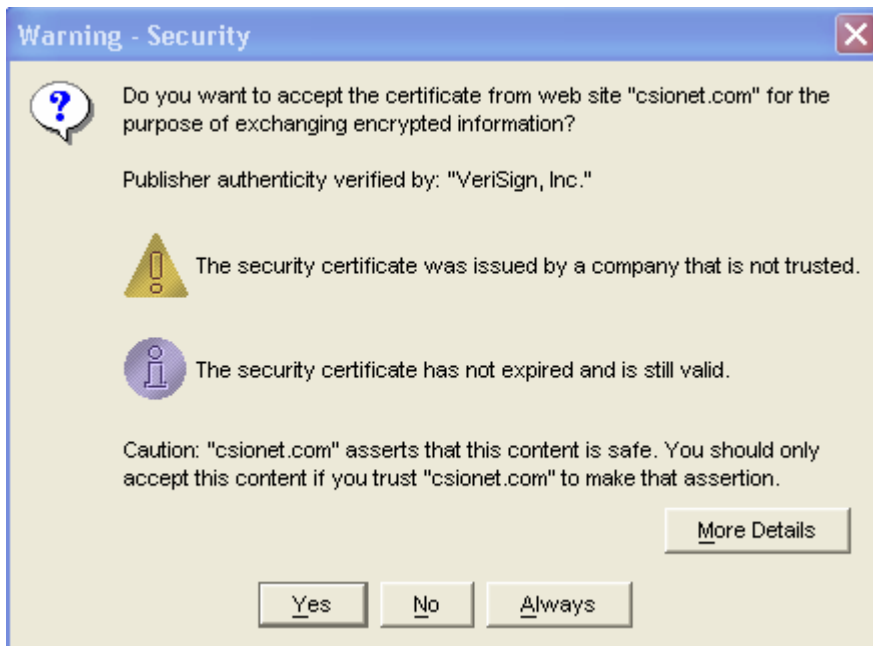 Warning - Security
Do you want to accept the certificate from web site "csionet.com" for the
purpose of exchanging encrypted information?
Publisher authenticity verified by: "VeriSign, Inc."
The security certificate was issued by a company that is not trusted.
The security certificate has not expired and is still valid.
Caution: "csionet.com" asserts that this content is safe. You should only
accept this content if you trust "csionet.com" to make that assertion.
More Details
Yes No Always